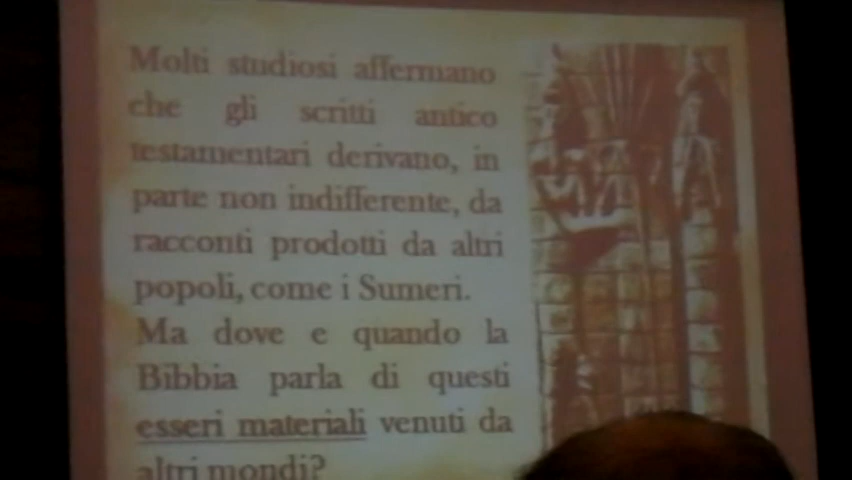 Molti studiosi affermano
che gli scritti antico
testamentari derivano, in
parte non indifferente, da
racconti prodotti da altri
popoli, come i Sumeri.
Ma dove e quando la
Bibbia parla di questi
esseri materiali venuti da
altri mondi?